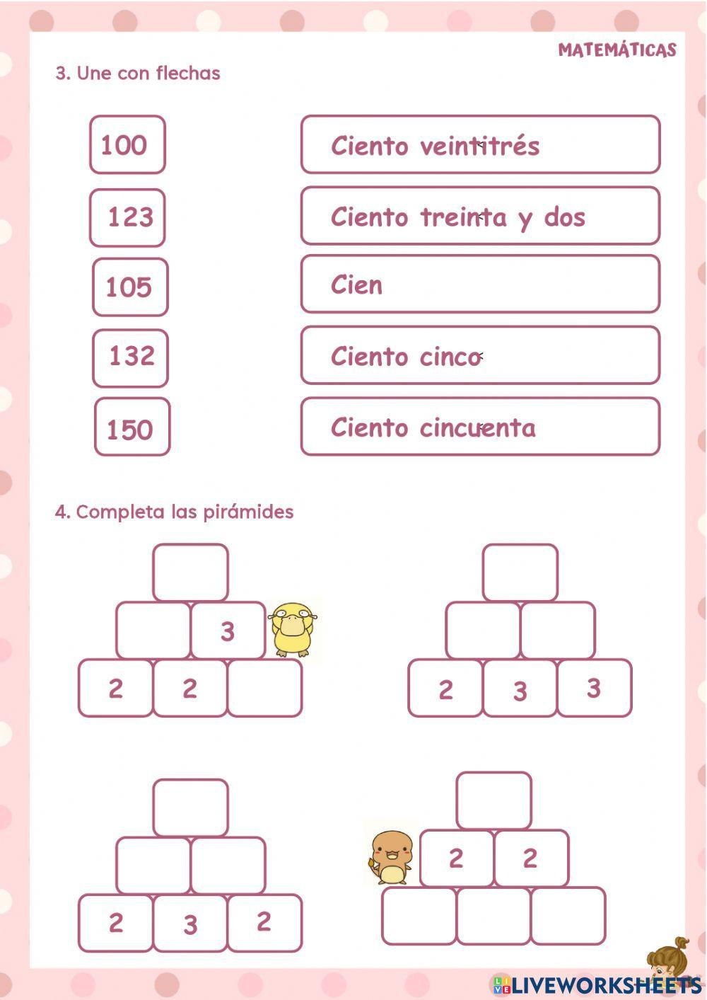 MATEMÁTICAS
3. Une con flechas
100 Ciento veintitrés
123 Ciento treinta y dos
105 Cien
132 Ciento cinco
150 Ciento cincuenta
4. Completa las pirámides
3
2 2
2 3 3
2 2
2 3 2
LIVEWORKSHEETS